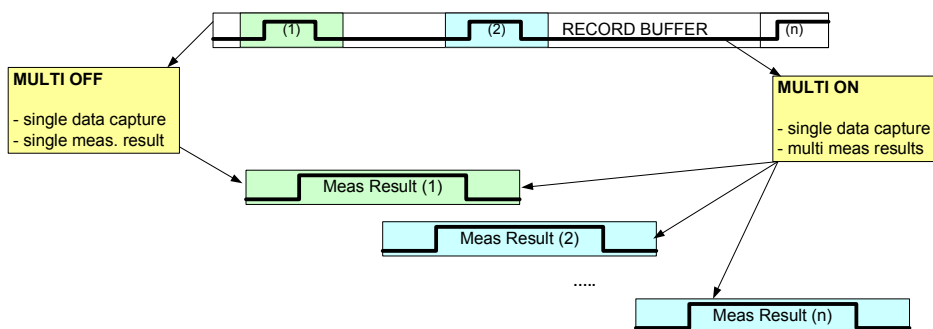 (1) (2) RECORD BUFFER (n)
MULTI OFF
- single data capture
- single meas. result
MULTI ON
- single data capture
- multi meas results
Meas Result (1)
Meas Result (2)
.....
Meas Result (n)